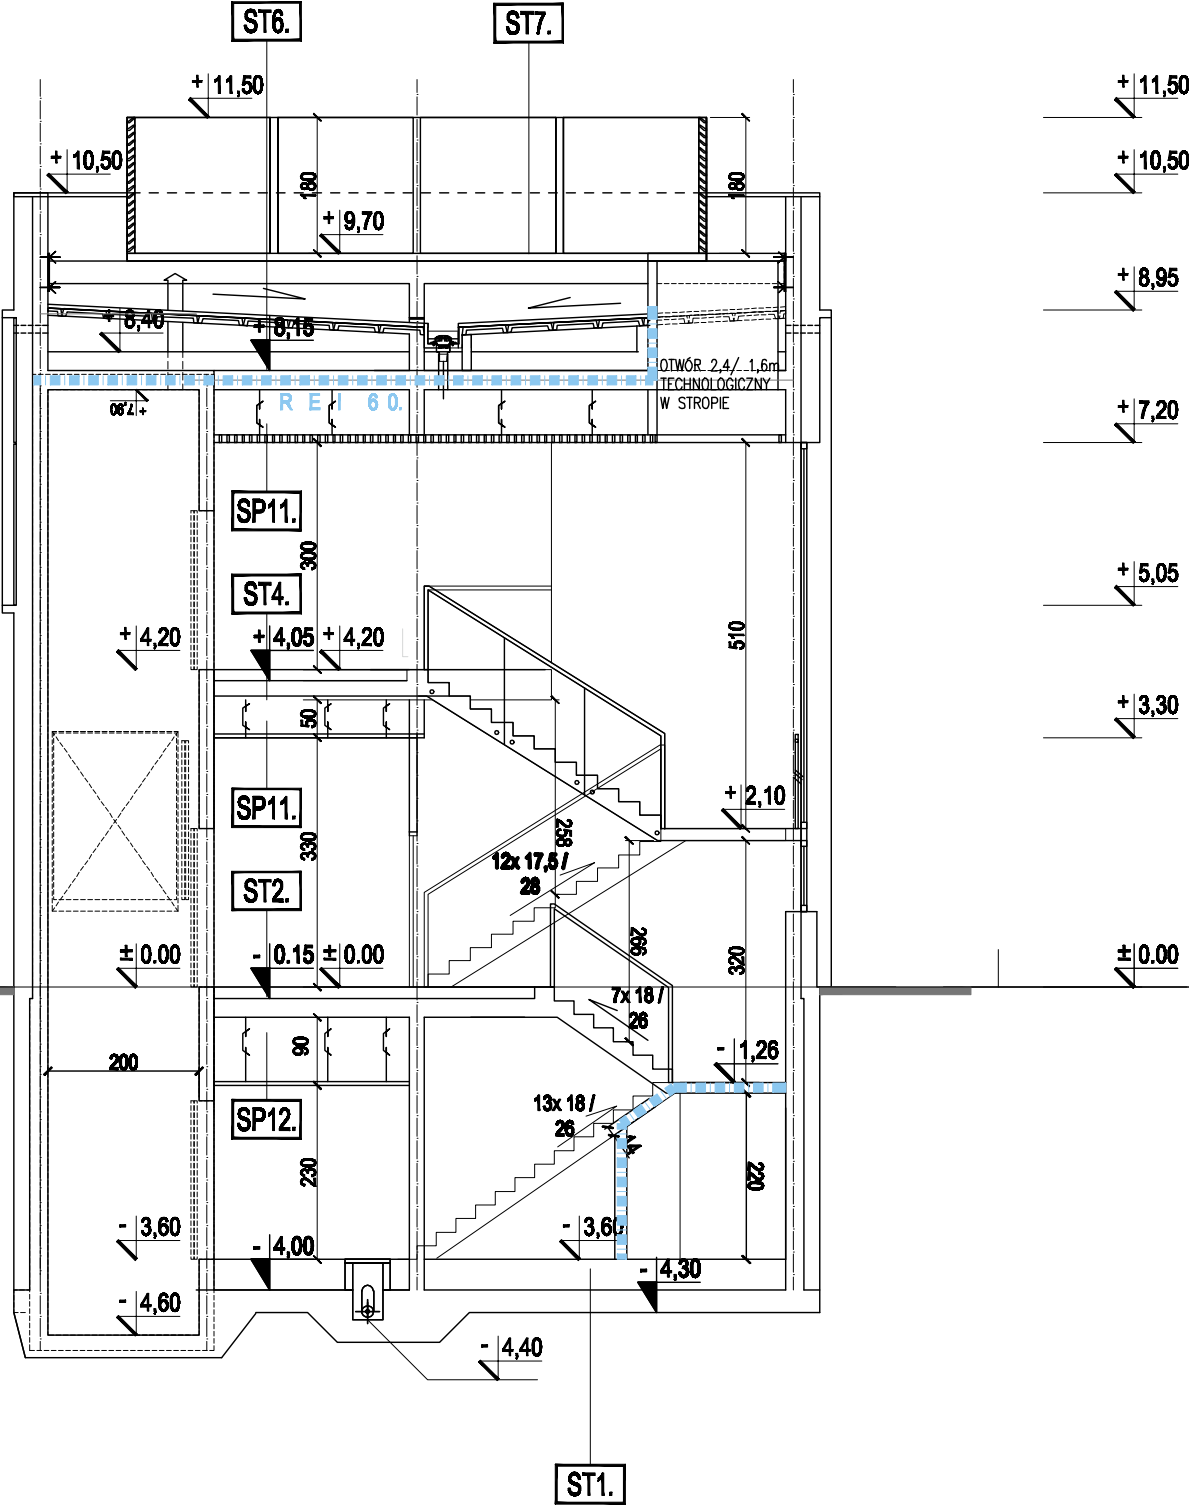 ST6.
ST7.
+ 11,50
+ 11,50
+ 10,50
+ 10,50
180
180
+ 9,70
+ 8,95
+ 8,40
+ 8,15
OTWÓR 2,4/ 1,6m
TECHNOLOGICZNY
W STROPIE
REI 60.
+ 7,90
+ 7,20
SP11.
300
ST4.
+ 5,05
+ 4,20
+ 4,05
+ 4,20
510
50
+ 3,30
SP11.
+ 2,10
258
330
12x 17,5 /
28
ST2.
266
320
± 0.00
- 0.15
± 0.00
± 0.00
7x 18 /
26
90
- 1,26
200
13x 18 /
26
SP12.
14
230
220
- 3,60
- 4,00
- 3,60
- 4,30
- 4,60
- 4,40
ST1.